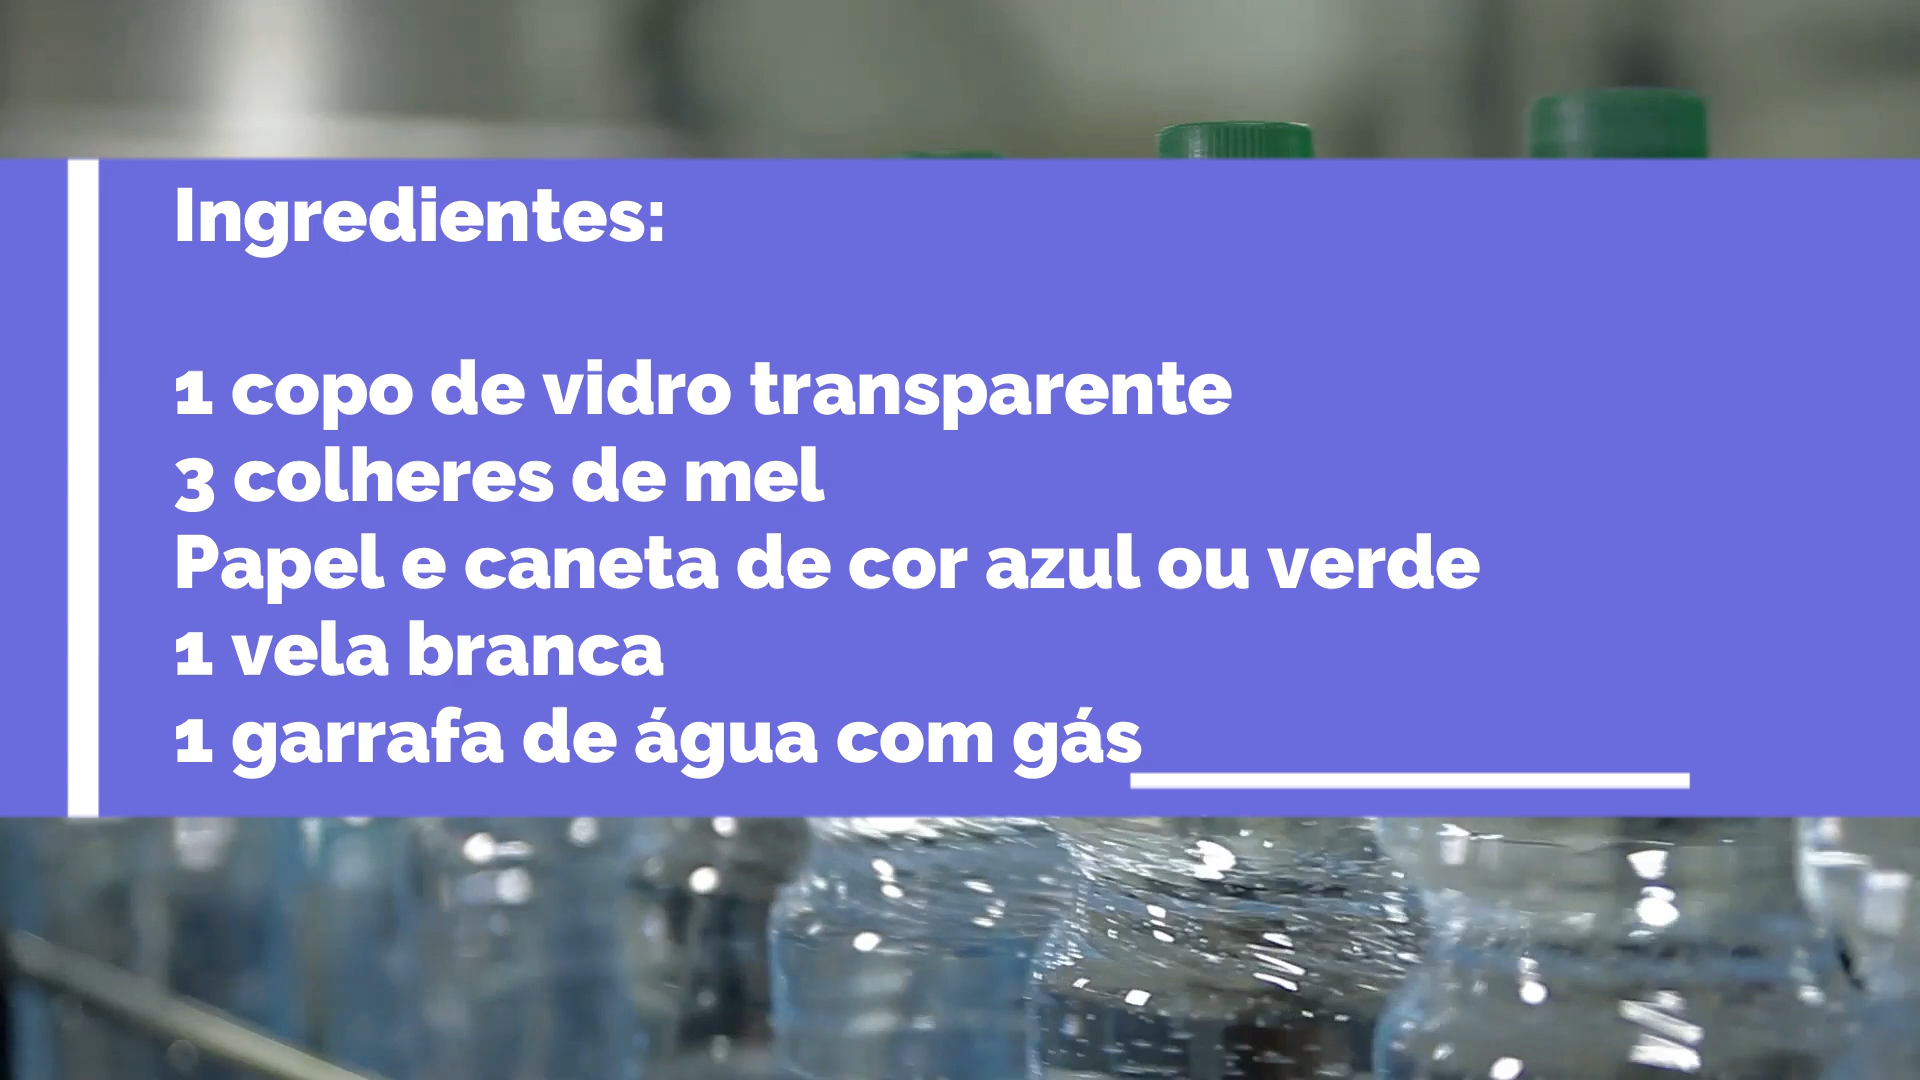 Ingredientes:
1 copo de vidro transparente
3 colheres de mel
Papel e caneta de cor azul ou verde
1 vela branca
1 garrafa de água com gás